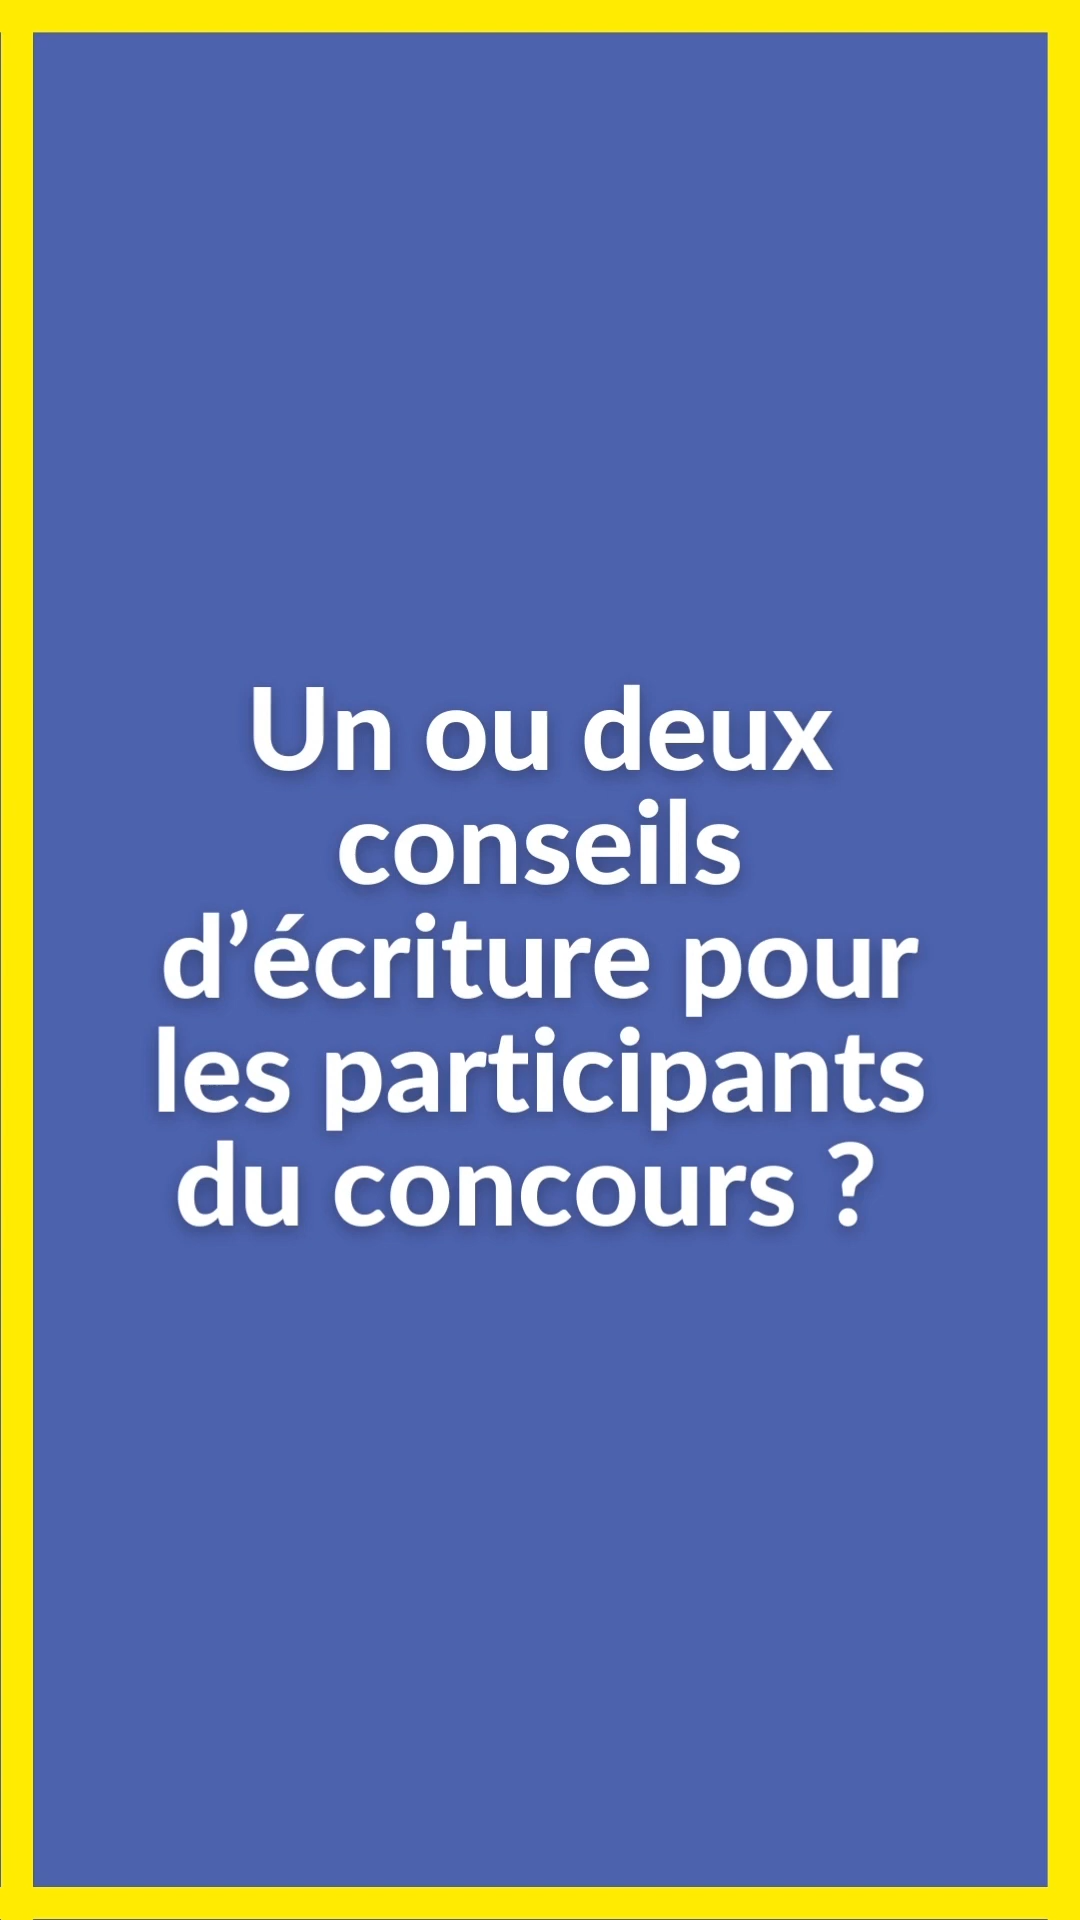 Un ou deux
conseils
d’écriture pour
les participants
du concours ?